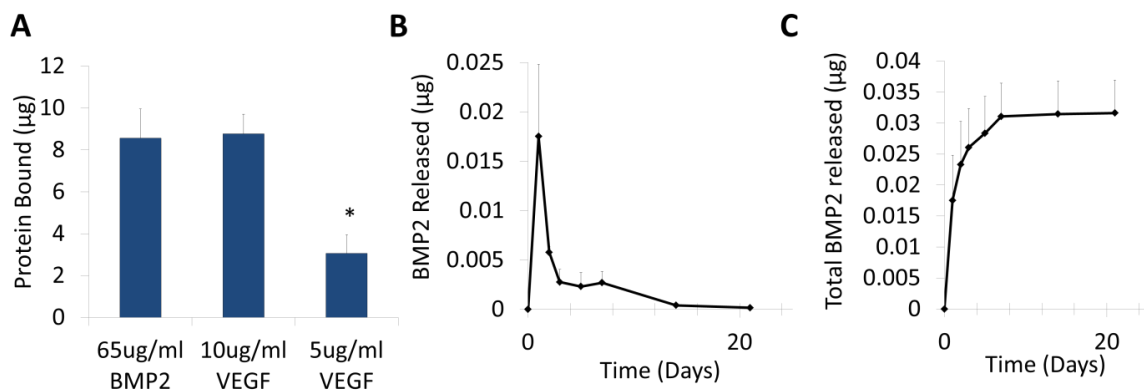 A
Protein Bound (µg)
12
10
8
6
4
2
0
*
65ug/ml
BMP2
10ug/ml
VEGF
5ug/ml
VEGF
B
BMP2 Released (µg)
0.025
0.02
0.015
0.01
0.005
0
0
20
Time (Days)
C
Total BMP2 released (µg)
0.04
0.035
0.03
0.025
0.02
0.015
0.01
0.005
0
0
20
Time (Days)